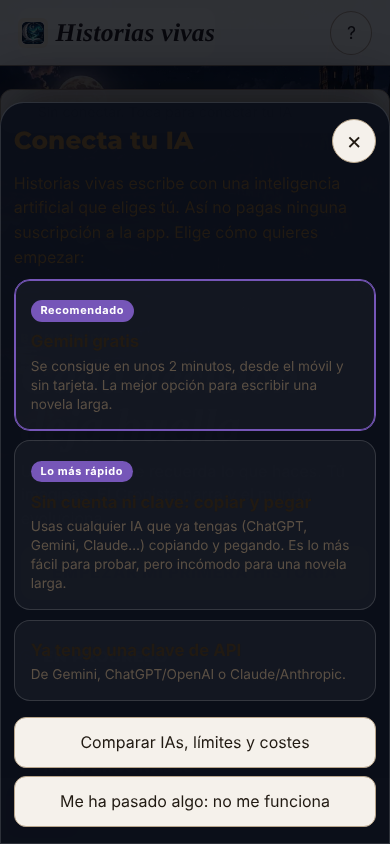 Historias vivas
?
Conecta tu IA
×
Historias vivas escribe con una inteligencia
artificial que eliges tú. Así no pagas ninguna
suscripción a la app. Elige cómo quieres
empezar:
Recomendado
Gemini gratis
Se consigue en unos 2 minutos, desde el móvil y
sin tarjeta. La mejor opción para escribir una
novela larga.
Lo más rápido
Sin cuenta ni clave: copiar y pegar
Usas cualquier IA que ya tengas (ChatGPT,
Gemini, Claude...) copiando y pegando. Es lo más
fácil para probar, pero incómodo para una novela
larga.
Ya tengo una clave de API
De Gemini, ChatGPT/OpenAI o Claude/Anthropic.
Comparar IAs, límites y costes
Me ha pasado algo: no me funciona